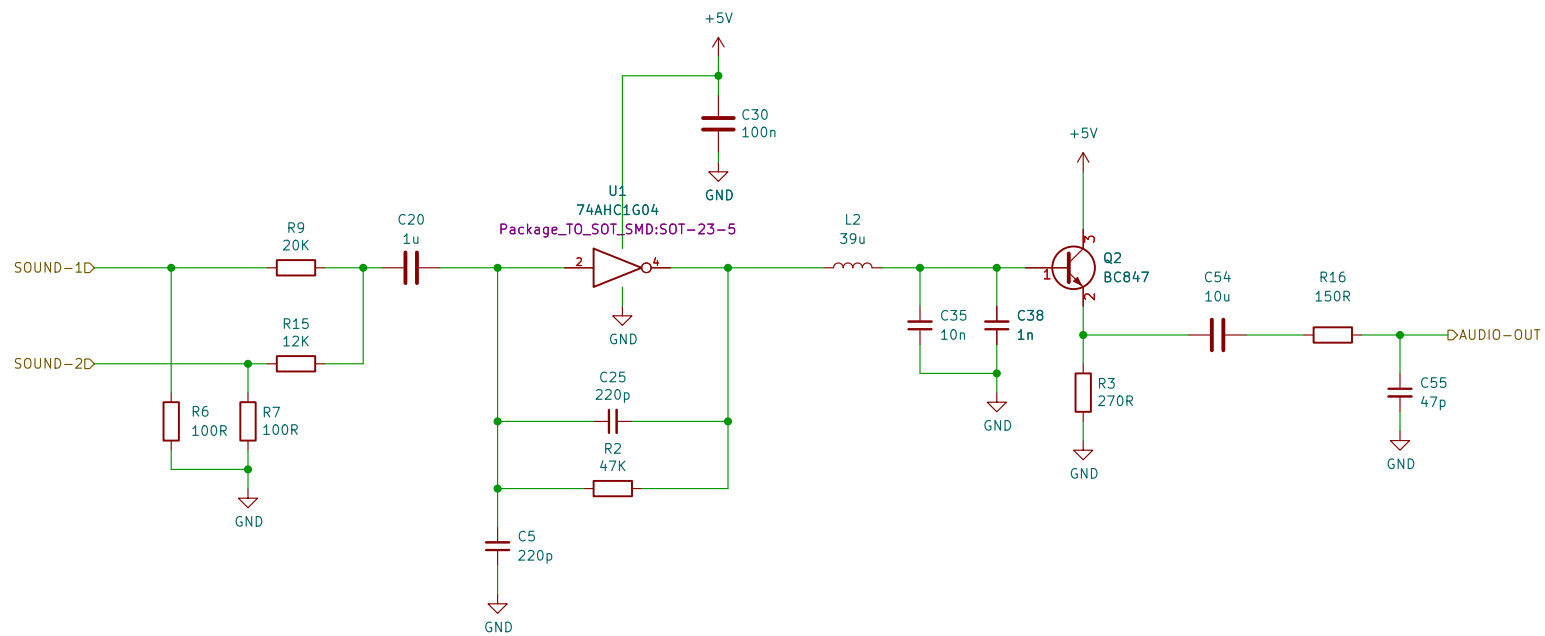 +5V
C30
100n
GND
+5V
U1
74AHC1G04
Package_TO_SOT_SMD:SOT-23-5
R9
20K
C20
1u
L2
39u
SOUND-1
2
4
1
3
2
Q2
BC847
C54
10u
R16
150R
R15
12K
GND
C35
10n
C38
1n
AUDIO-OUT
SOUND-2
C25
220p
R3
270R
C55
47p
R6
100R
R7
100R
GND
R2
47K
GND
GND
GND
C5
220p
GND